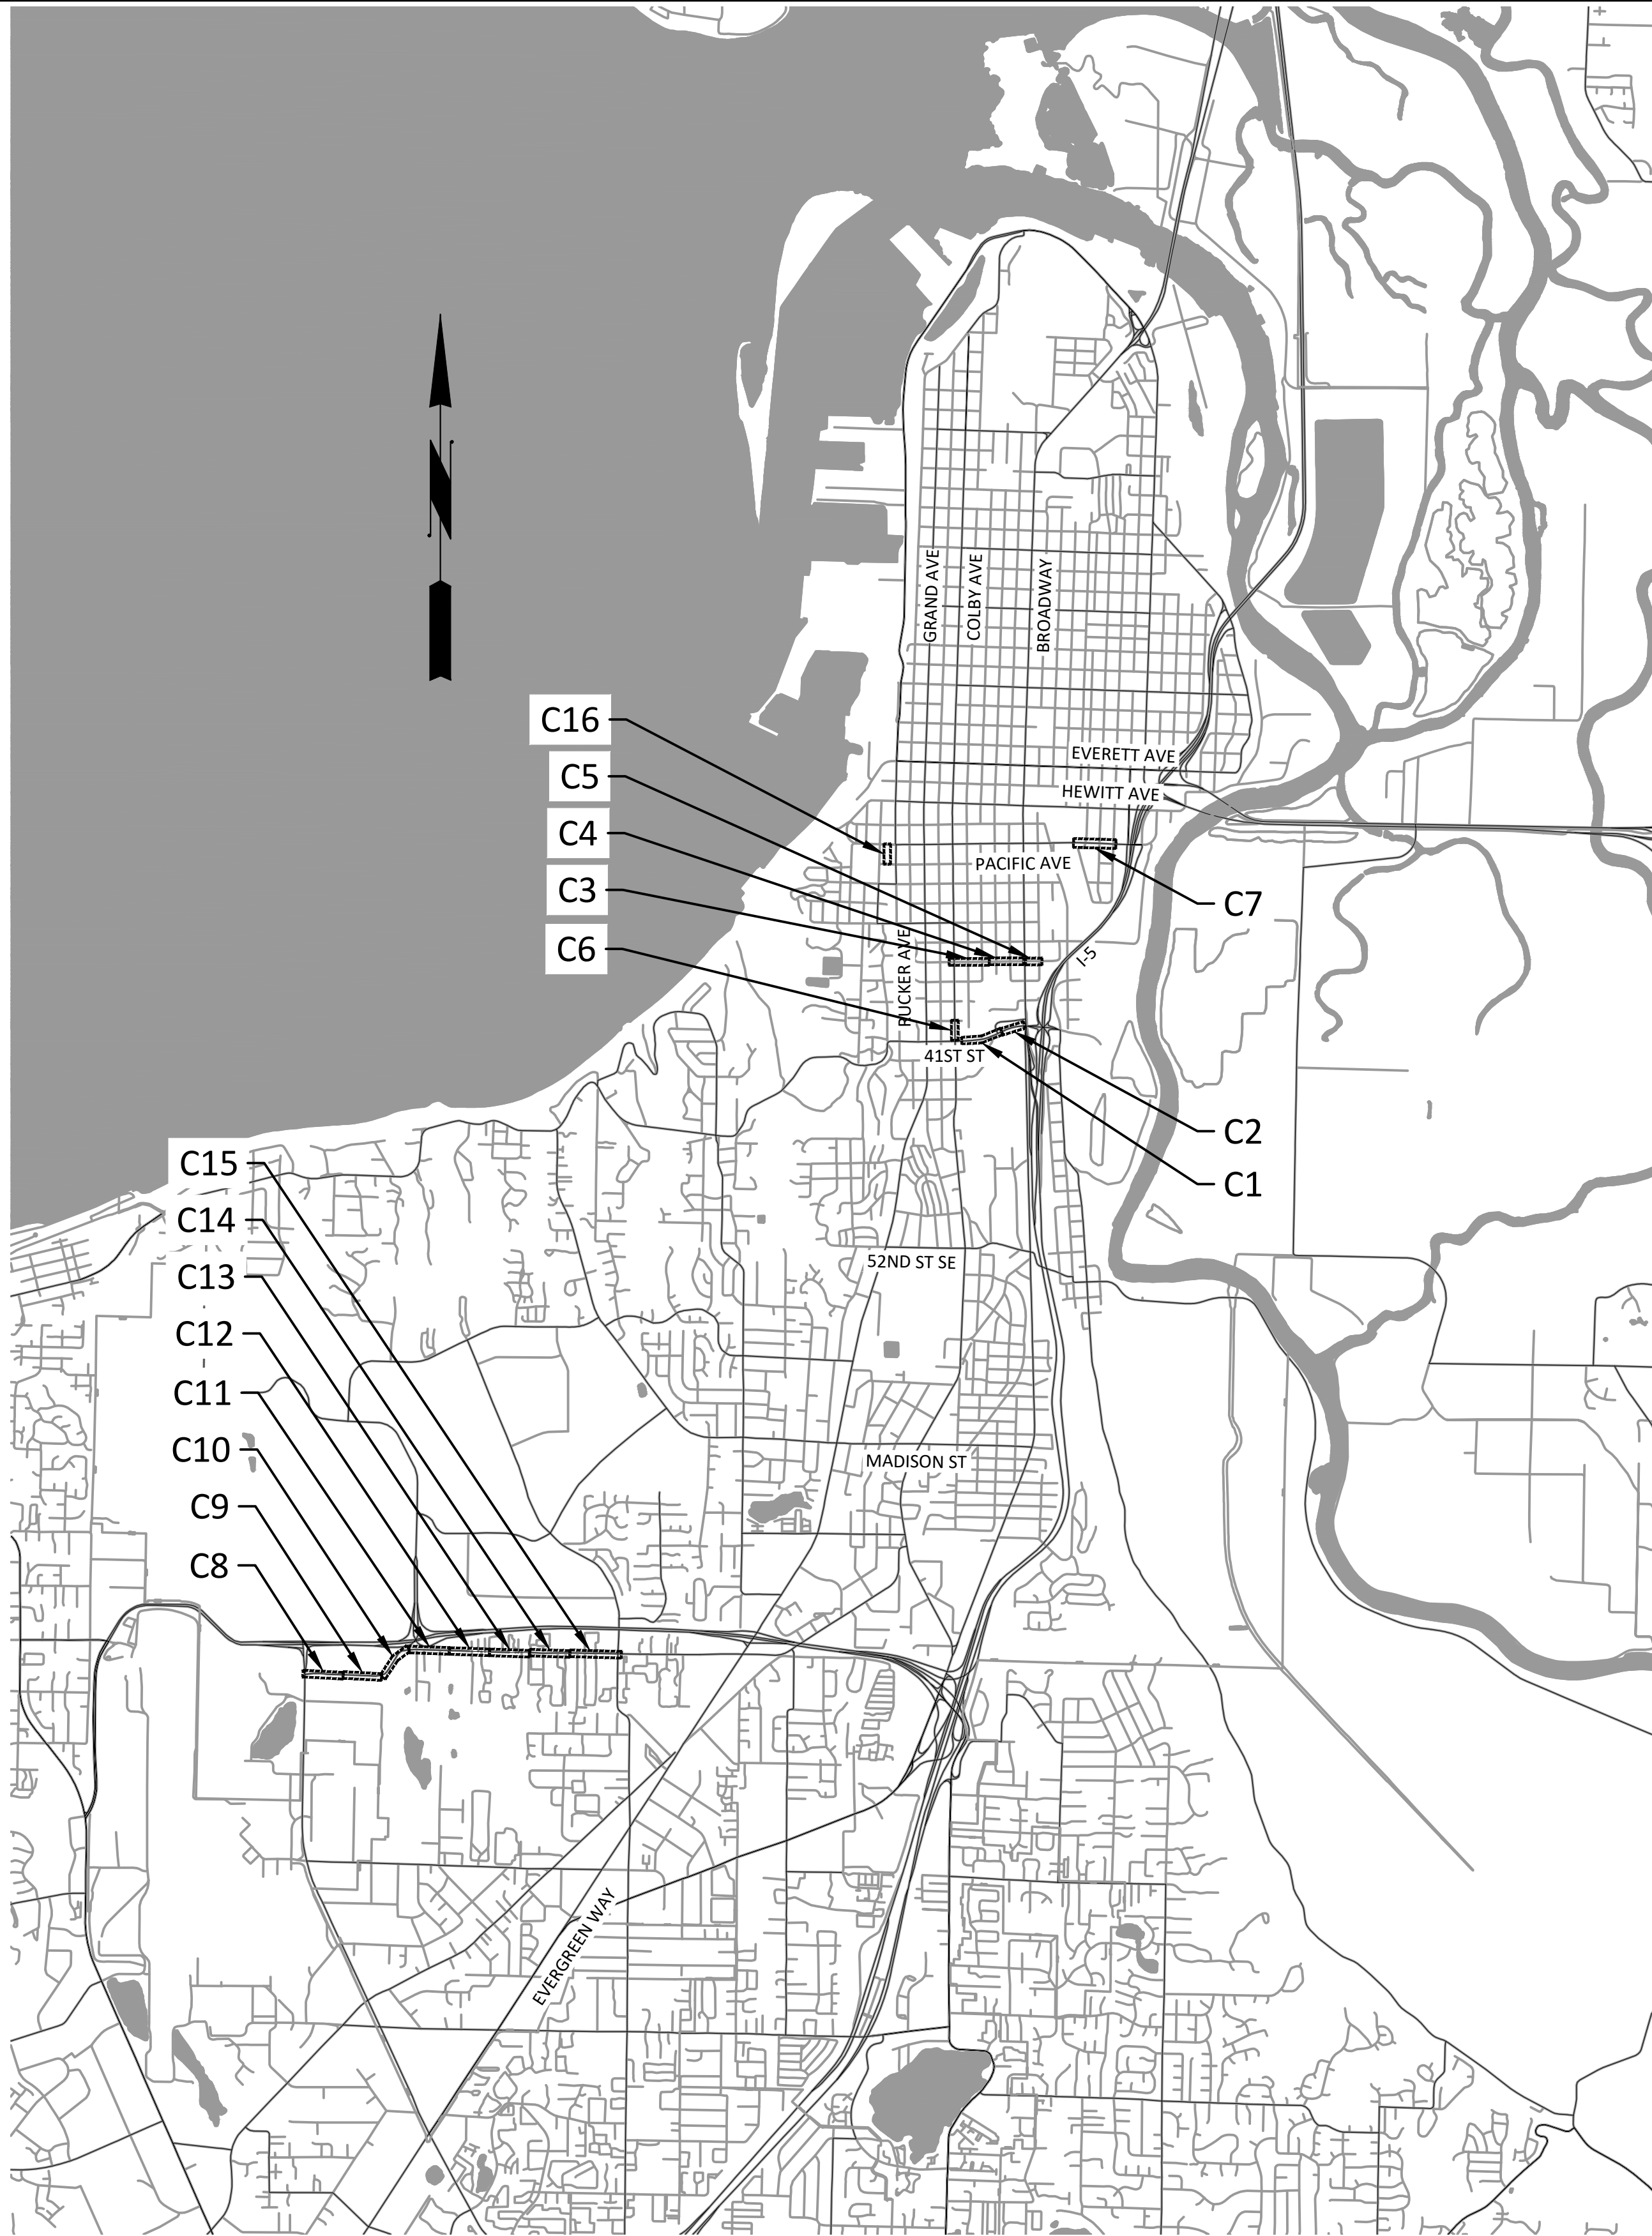 N
GRAND AVE
COLBY AVE
BROADWAY
C16
C5
C4
C3
C6
EVERETT AVE
HEWITT AVE
PACIFIC AVE
C7
RUCKER AVE
I-5
41ST ST
C2
C1
C15
C14
C13
C12
C11
C10
C9
C8
52ND ST SE
MADISON ST
EVERGREEN WAY